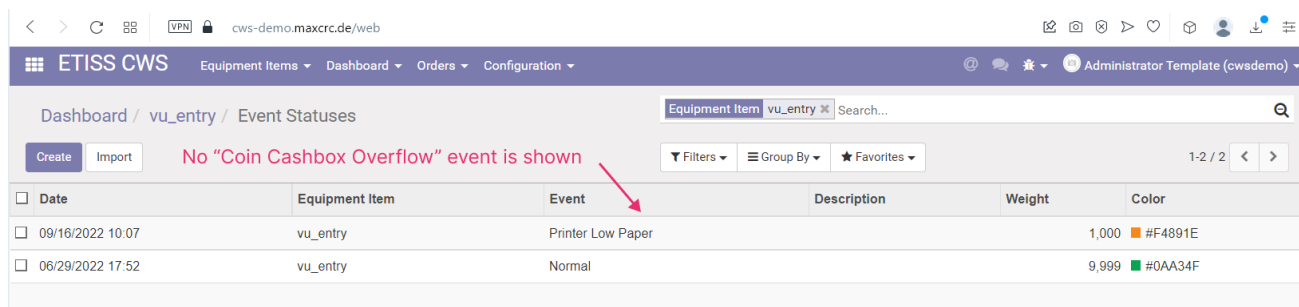 VPN cws-demo.maxcrc.de/web
ETISS CWS Equipment Items Dashboard Orders Configuration @ Administrator Template (cwsdemo)
Dashboard / vu_entry / Event Statuses Equipment Item vu_entry Search...
Create Import No “Coin Cashbox Overflow” event is shown Filters Group By Favorites 1-2 / 2
Date Equipment Item Event Description Weight Color
09/16/2022 10:07 vu_entry Printer Low Paper 1,000 #F4891E
06/29/2022 17:52 vu_entry Normal 9,999 #0AA34F